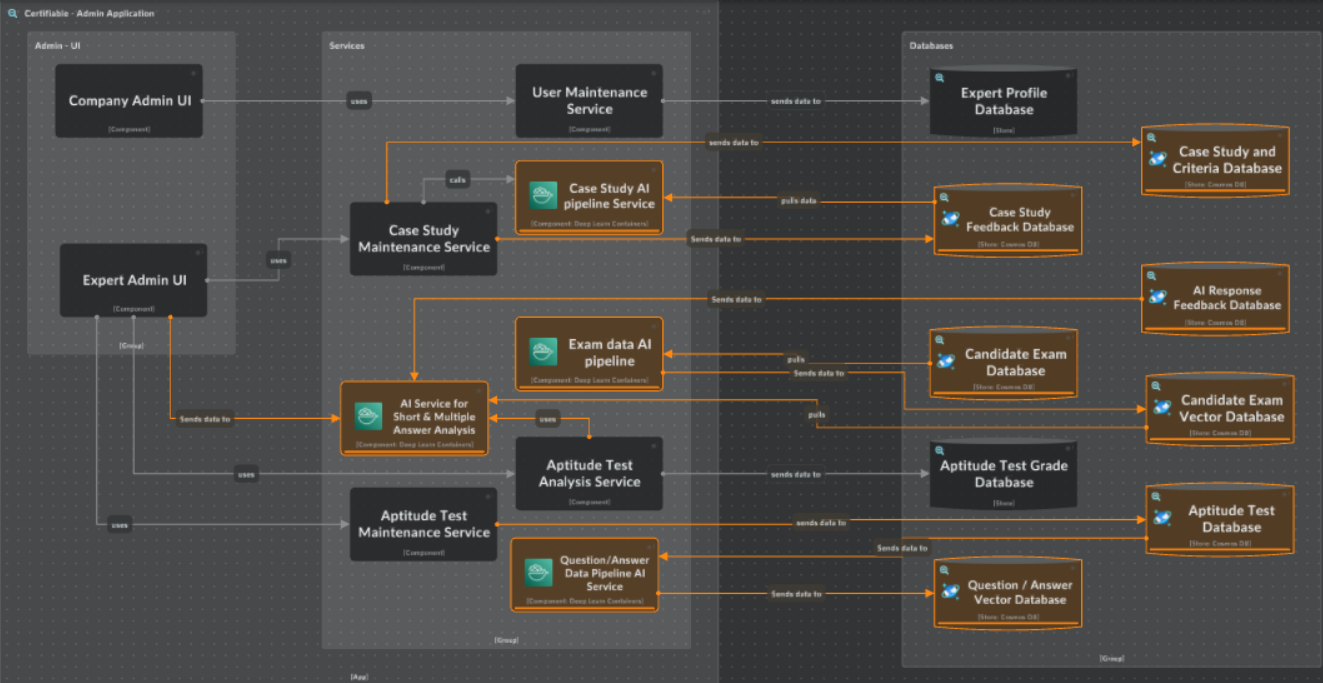 Certifiable - Admin Application
Admin - UI
Company Admin UI
[Component]
Expert Admin UI
[Component]
[Group]
uses
uses
Sends data to
uses
uses
Services
User Maintenance
Service
[Component]
calls
Case Study AI
pipeline Service
[Component: Deep Learn Containers]
Case Study
Maintenance Service
[Component]
Exam data AI
pipeline
[Component: Deep Learn Containers]
AI Service for
Short & Multiple
Answer Analysis
[Component: Deep Learn Containers]
uses
Aptitude Test
Analysis Service
[Component]
Aptitude Test
Maintenance Service
[Component]
Question/Answer
Data Pipeline AI
Service
[Component: Deep Learn Containers]
[Group]
[App]
sends data to
sends data to
pulls data
Sends data to
Sends data to
pulls
Sends data to
pulls
sends data to
sends data to
Sends data to
Sends data to
Databases
Expert Profile
Database
[Store]
Case Study and
Criteria Database
[Store: Cosmos DB]
Case Study
Feedback Database
[Store: Cosmos DB]
AI Response
Feedback Database
[Store: Cosmos DB]
Candidate Exam
Database
[Store: Cosmos DB]
Candidate Exam
Vector Database
[Store: Cosmos DB]
Aptitude Test Grade
Database
[Store]
Aptitude Test
Database
[Store: Cosmos DB]
Question / Answer
Vector Database
[Store: Cosmos DB]
[Group]